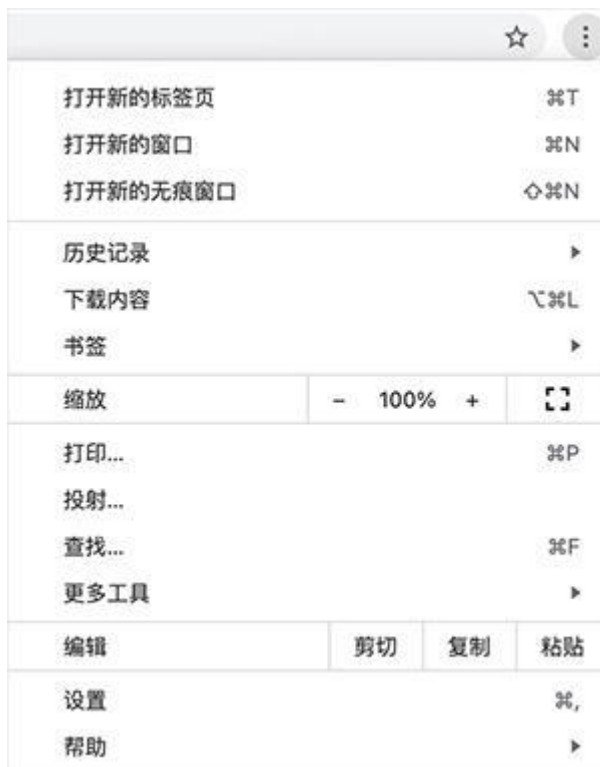 打开新的标签页 ⌘T
打开新的窗口 ⌘N
打开新的无痕窗口 ⇧⌘N
历史记录
下载内容 ⌥⌘L
书签
缩放 - 100% +
打印... ⌘P
投射...
查找... ⌘F
更多工具
编辑 剪切 复制 粘贴
设置 ⌘,
帮助